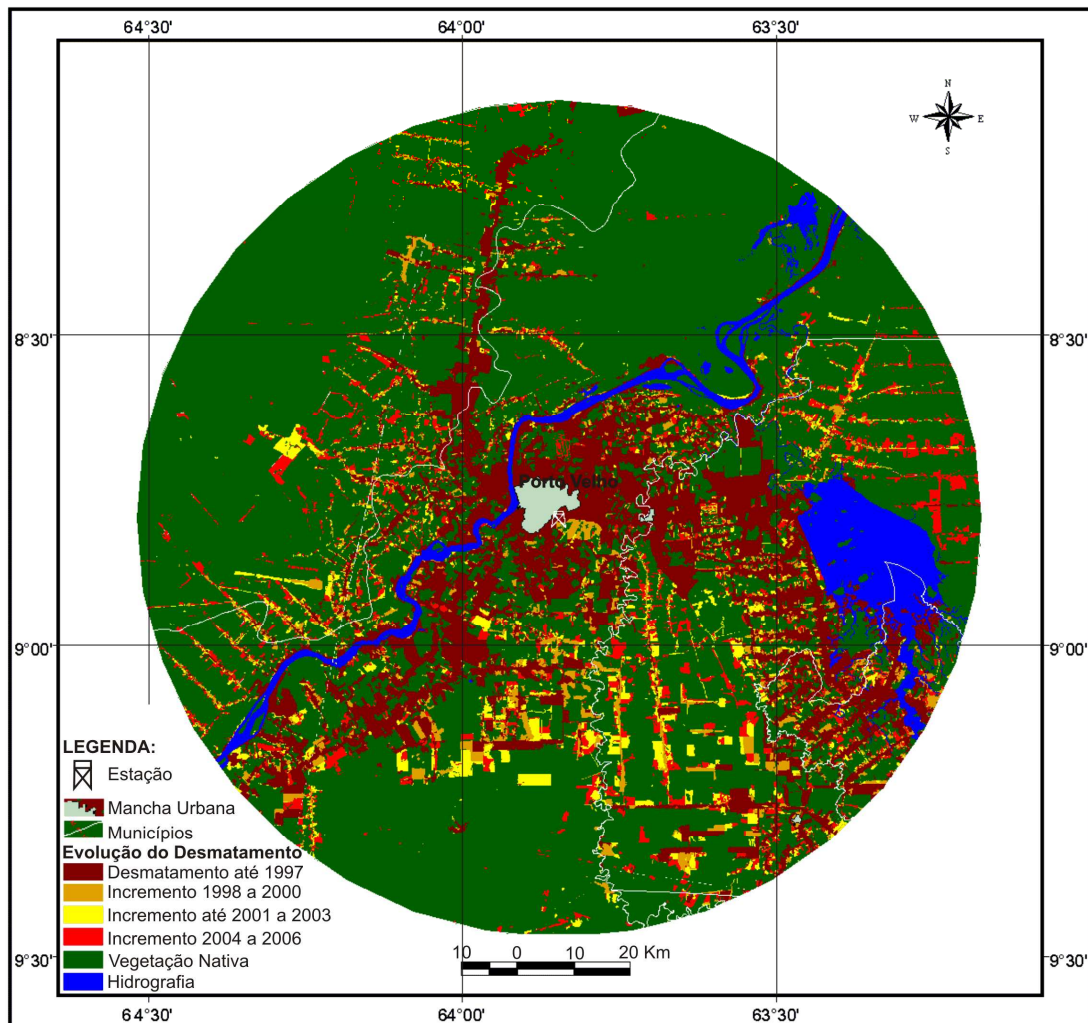 64°30' 64°00' 63°30'
N
W E
S
8°30' 8°30'
Porto Velho
9°00' 9°00'
LEGENDA:
Estação
Mancha Urbana
Municípios
Evolução do Desmatamento
Desmatamento até 1997
Incremento 1998 a 2000
Incremento até 2001 a 2003
Incremento 2004 a 2006
Vegetação Nativa
Hidrografia
10 0 10 20 Km
9°30' 9°30'
64°30' 64°00' 63°30'